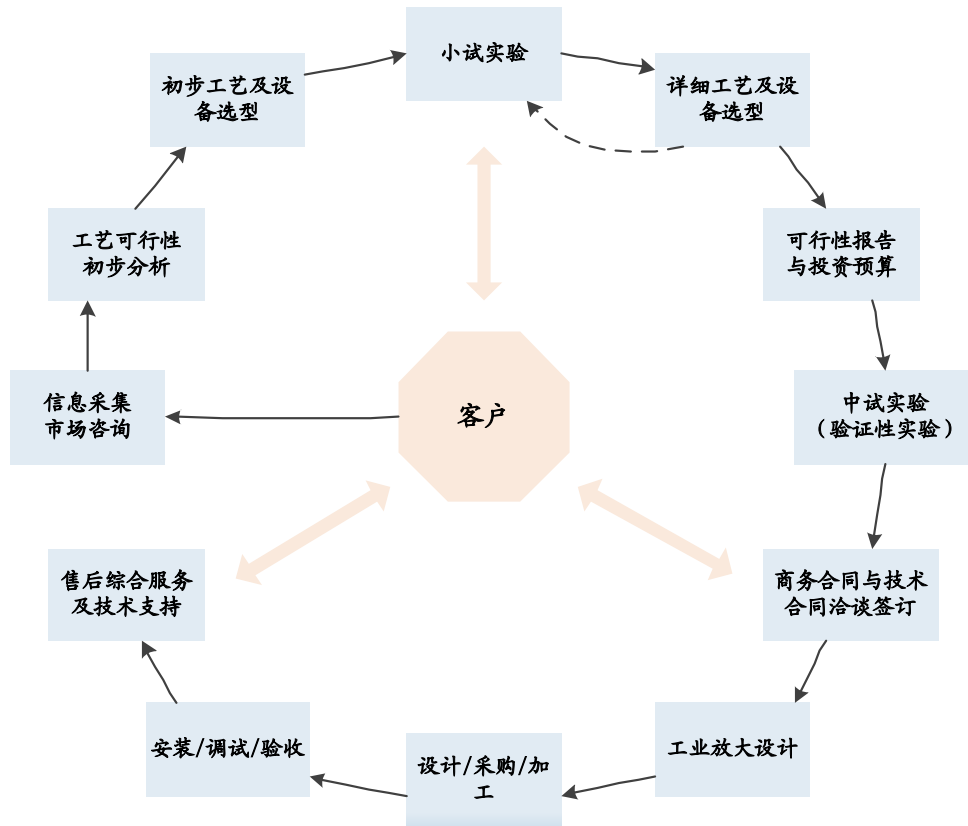 小试实验
初步工艺及设
备选型
详细工艺及设
备选型
工艺可行性
初步分析
可行性报告
与投资预算
信息采集
市场咨询
客户
中试实验
（验证性实验）
售后综合服务
及技术支持
商务合同与技术
合同洽谈签订
安装/调试/验收
设计/采购/加
工
工业放大设计